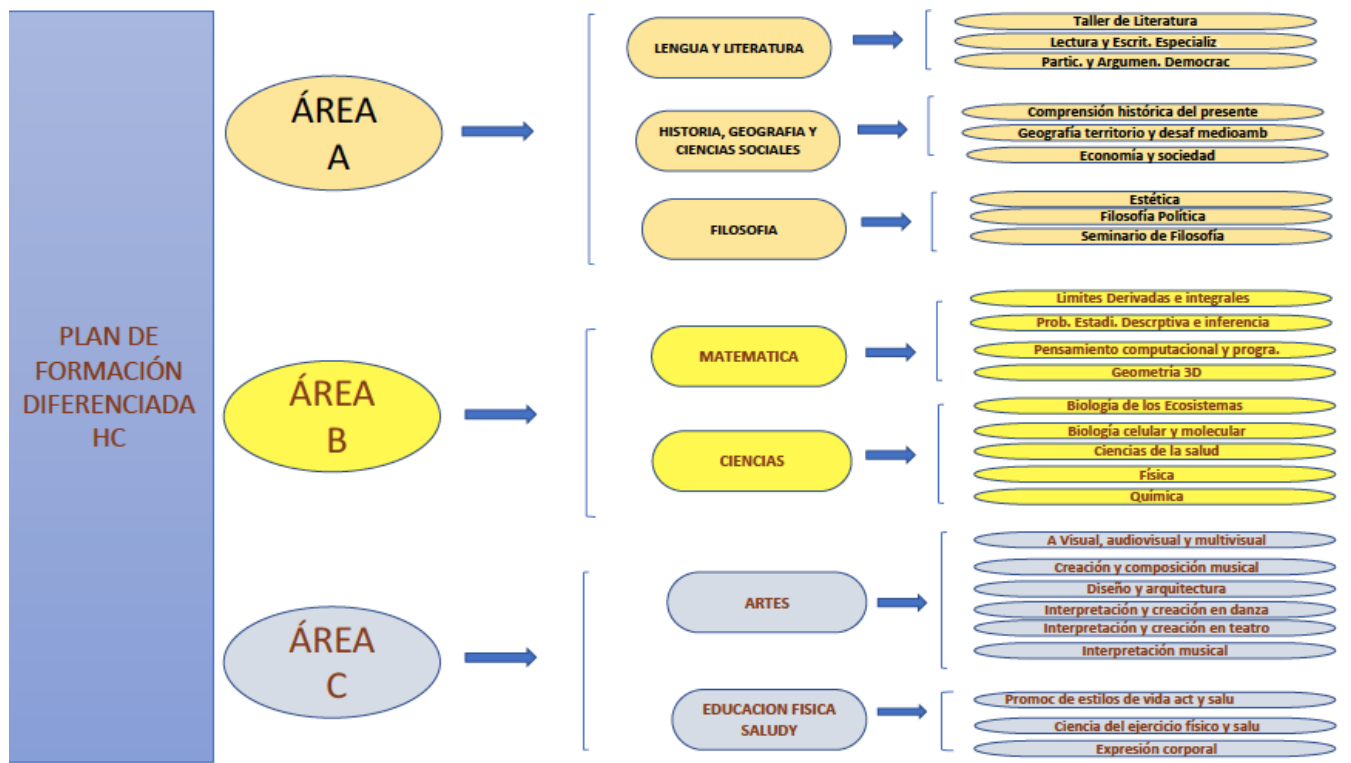 PLAN DE
FORMACIÓN
DIFERENCIADA
HC
ÁREA
A
LENGUA Y LITERATURA
Taller de Literatura
Lectura y Escrit. Especializ
Partic. y Argumen. Democrac
HISTORIA, GEOGRAFIA Y
CIENCIAS SOCIALES
Comprensión histórica del presente
Geografía territorio y desaf medioamb
Economía y sociedad
FILOSOFIA
Estética
Filosofía Política
Seminario de Filosofía
ÁREA
B
MATEMATICA
Limites Derivadas e integrales
Prob. Estadi. Descrptiva e inferencia
Pensamiento computacional y progra.
Geometría 3D
CIENCIAS
Biología de los Ecosistemas
Biología celular y molecular
Ciencias de la salud
Física
Química
ÁREA
C
ARTES
A Visual, audiovisual y multivisual
Creación y composición musical
Diseño y arquitectura
Interpretación y creación en danza
Interpretación y creación en teatro
Interpretación musical
EDUCACION FISICA
SALUDY
Promoc de estilos de vida act y salu
Ciencia del ejercicio físico y salu
Expresión corporal